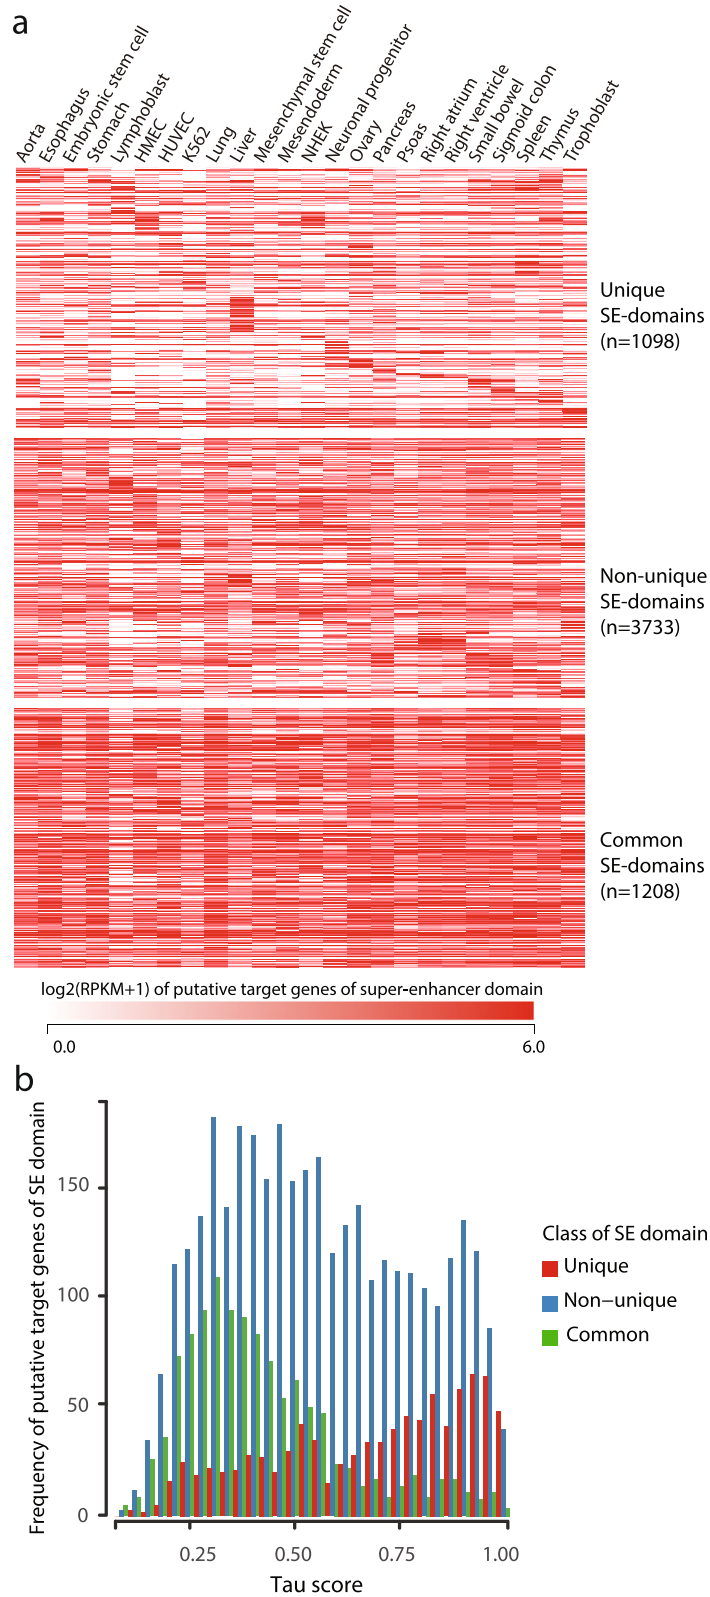 a
Aorta
Esophagus
Embryonic stem cell
Stomach
Lymphoblast
HMEC
HUVEC
K562
Lung
Liver
Mesenchymal stem cell
Mesendoderm
NHEK
Neuronal progenitor
Ovary
Pancreas
Psoas
Right atrium
Right ventricle
Small bowel
Sigmoid colon
Spleen
Thymus
Trophoblast
Unique
SE-domains
(n=1098)
Non-unique
SE-domains
(n=3733)
Common
SE-domains
(n=1208)
log2(RPKM+1) of putative target genes of super-enhancer domain
0.0
6.0
b
Frequency of putative target genes of SE domain
150
100
50
0
0.25
0.50
0.75
1.00
Tau score
Class of SE domain
Unique
Non−unique
Common